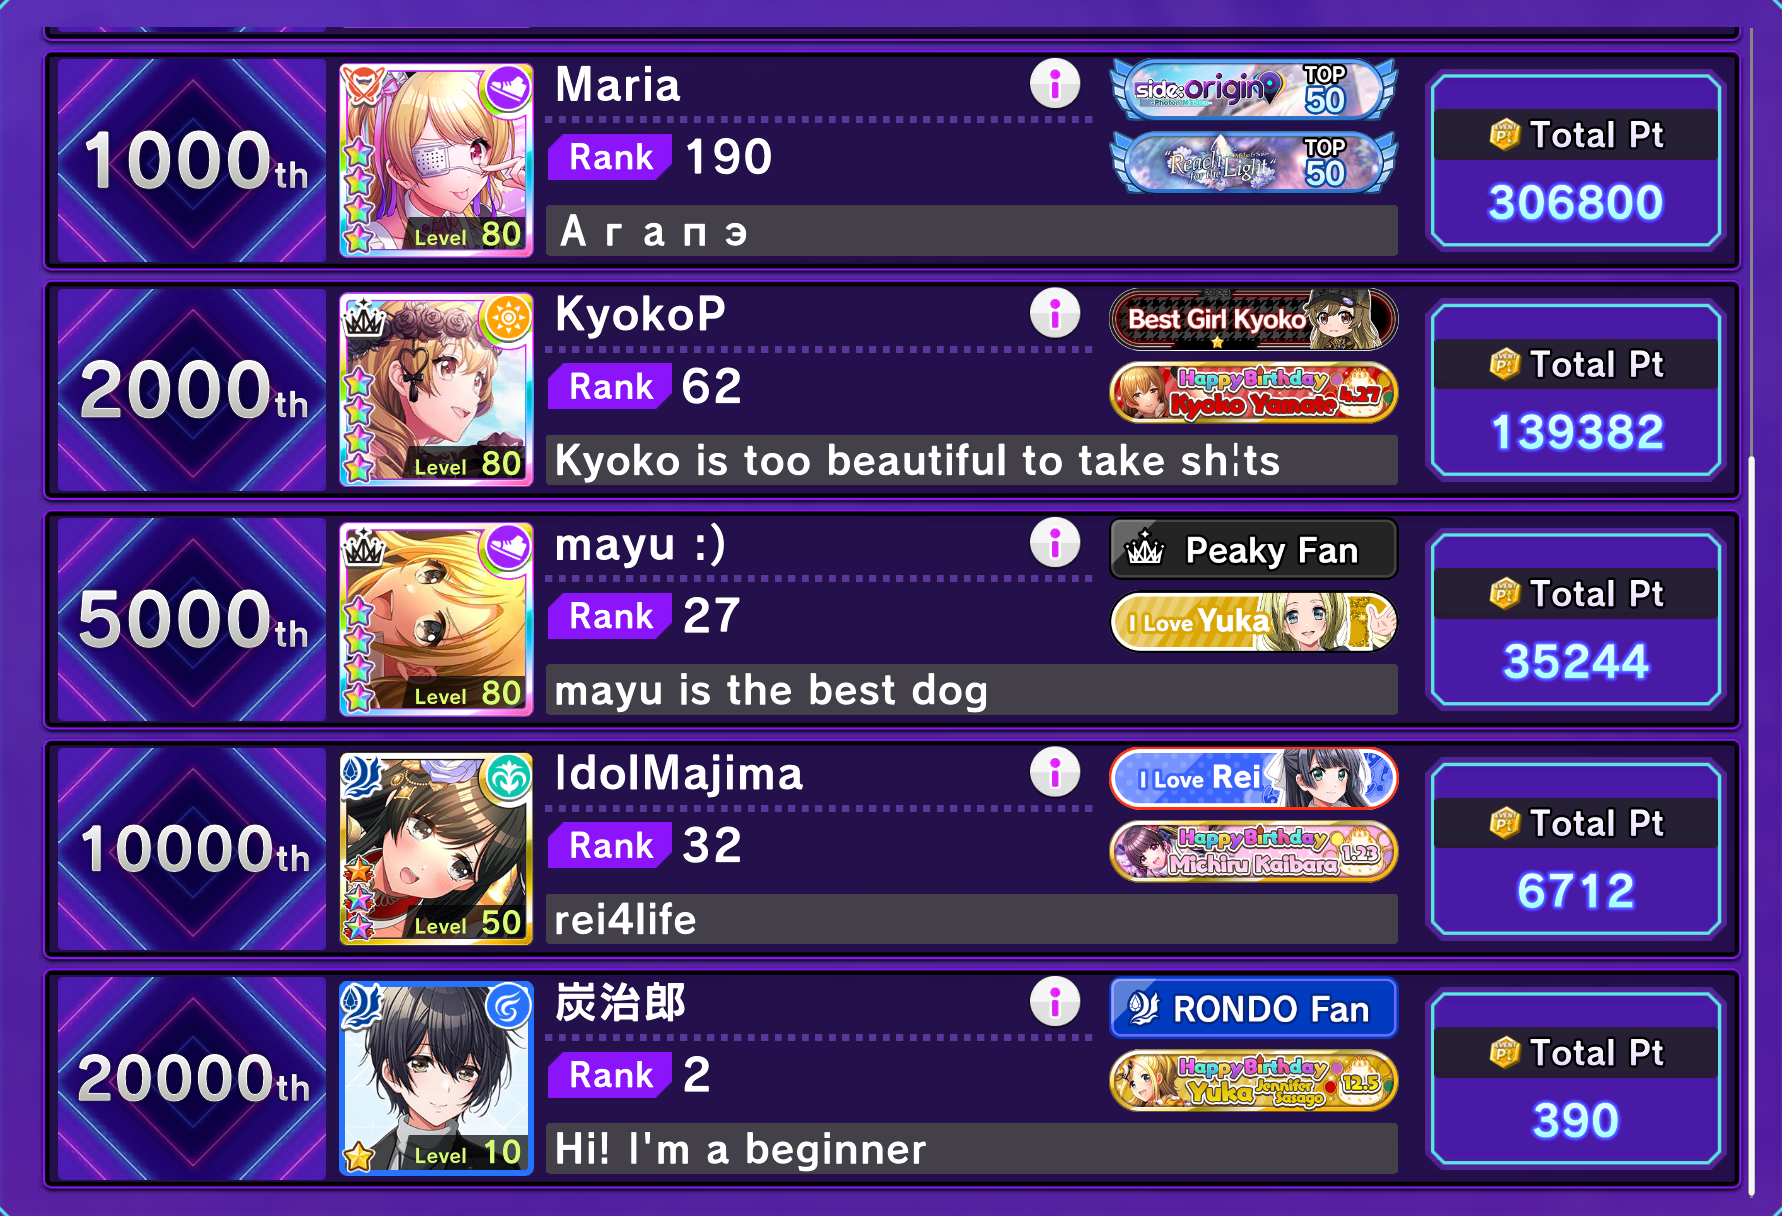 1000th
Level 80
Maria
Rank 190
А г а п э
side:origin
-Photon Maiden-
TOP 50
"Reach for the Light"
TOP 50
Total Pt
306800
2000th
Level 80
KyokoP
Rank 62
Kyoko is too beautiful to take sh¦ts
2023
Best Girl Kyoko
Happy Birthday
Kyoko Yamate
4.27
Total Pt
139382
5000th
Level 80
mayu :)
Rank 27
mayu is the best dog
Peaky Fan
I Love Yuka
Total Pt
35244
10000th
Level 50
IdolMajima
Rank 32
rei4life
I Love Rei
Happy Birthday
Michiru Kaibara
1.23
Total Pt
6712
20000th
Level 10
炭治郎
Rank 2
Hi! I'm a beginner
RONDO Fan
Happy Birthday
Yuka Jennifer Sasago
12.5
Total Pt
390